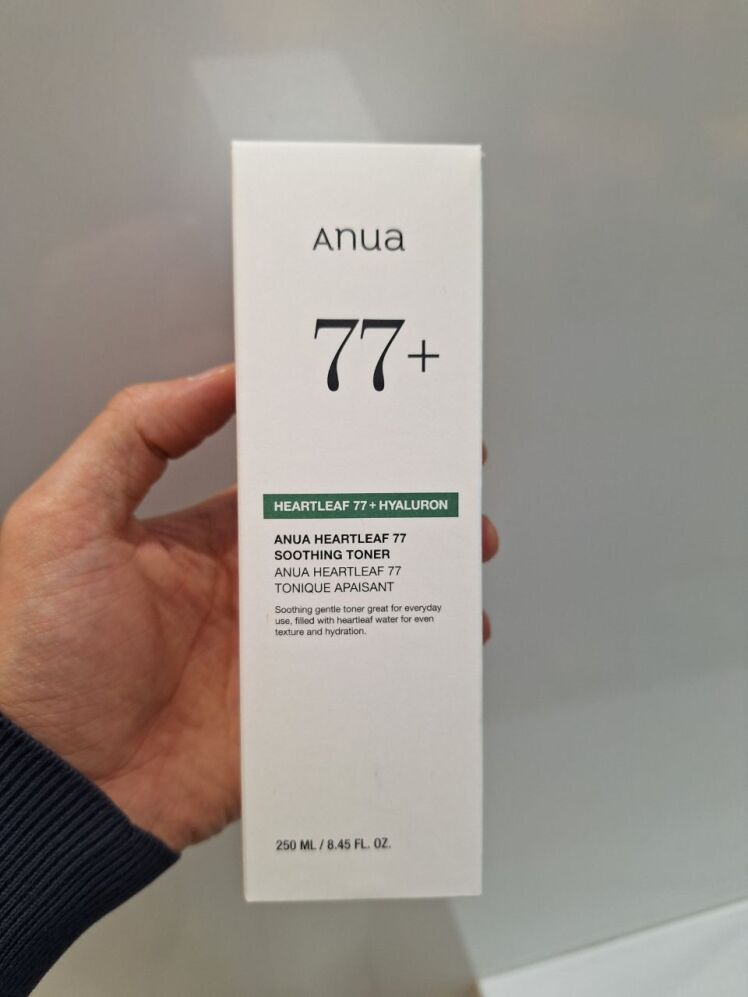 Anua
77+
HEARTLEAF 77+HYALURON
ANUA HEARTLEAF 77
SOOTHING TONER
ANUA HEARTLEAF 77
TONIQUE APAISANT
Soothing gentle toner great for everyday
use, filled with heartleaf water for even
texture and hydration.
250 ML / 8.45 FL. OZ.